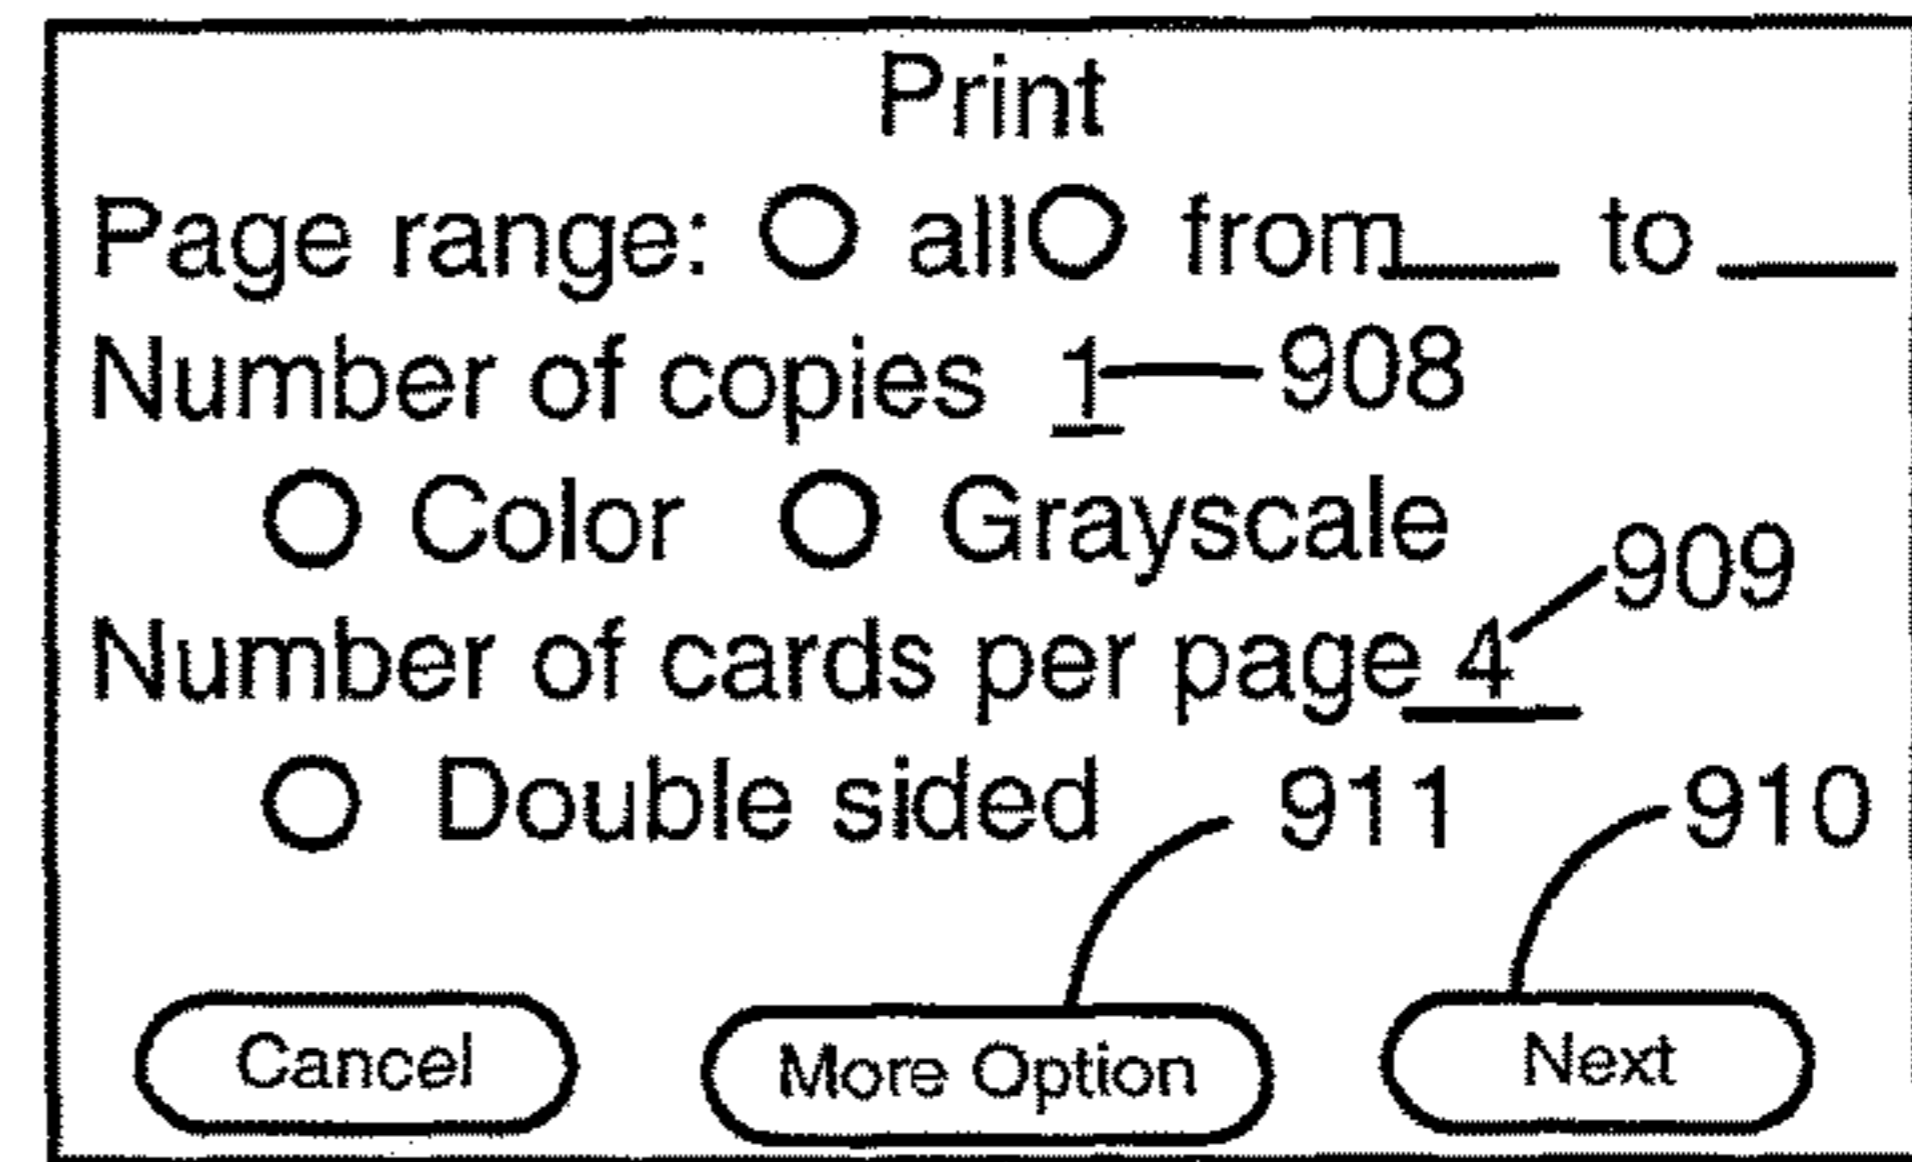 Print
Page range: all from___ to ___
Number of copies 1 908
Color Grayscale
909
Number of cards per page 4
Double sided 911 910
Cancel More Option Next